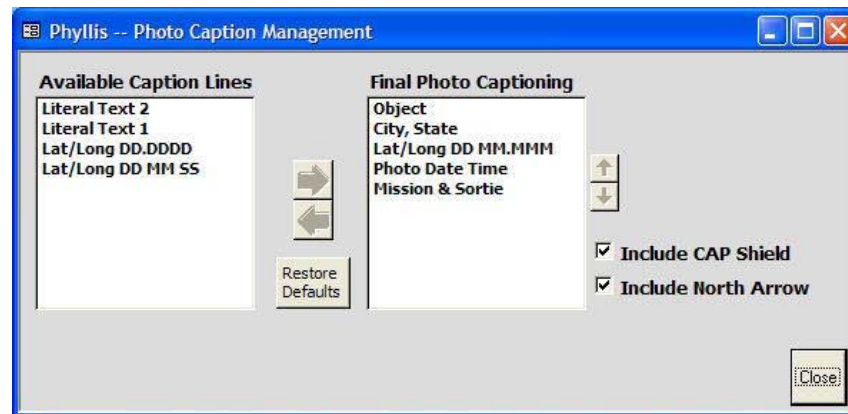 Phyllis -- Photo Caption Management
Available Caption Lines
Literal Text 2
Literal Text 1
Lat/Long DD.DDDD
Lat/Long DD MM SS
Restore
Defaults
Final Photo Captioning
Object
City, State
Lat/Long DD MM.MMM
Photo Date Time
Mission & Sortie
Include CAP Shield
Include North Arrow
Close